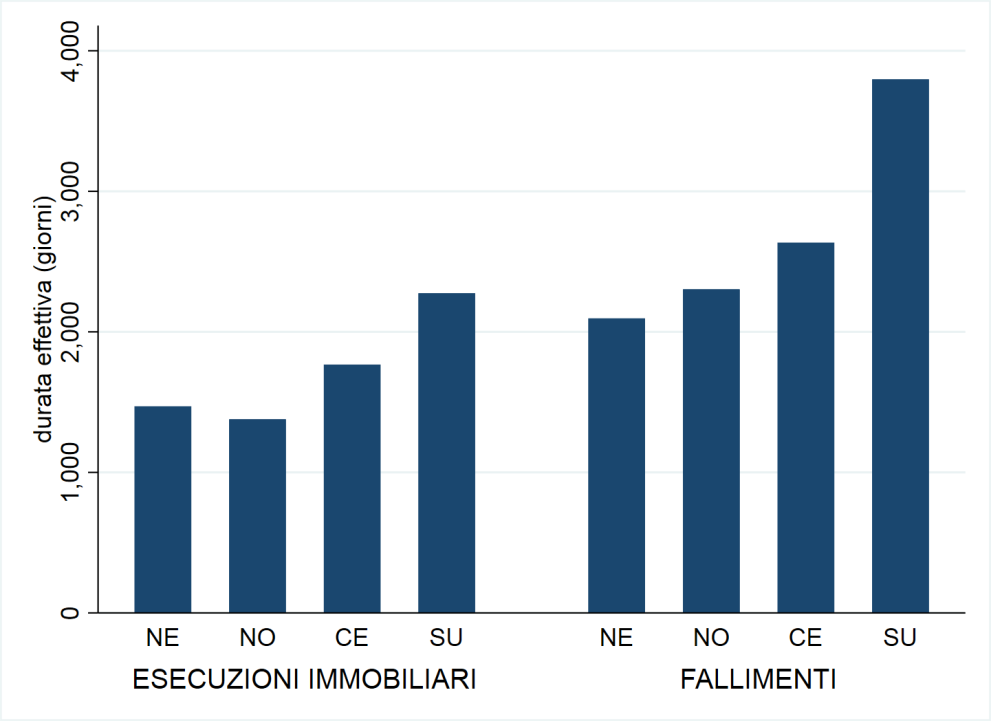 4,000
3,000
2,000
1,000
0
durata effettiva (giorni)
NE NO CE SU NE NO CE SU
ESECUZIONI IMMOBILIARI FALLIMENTI